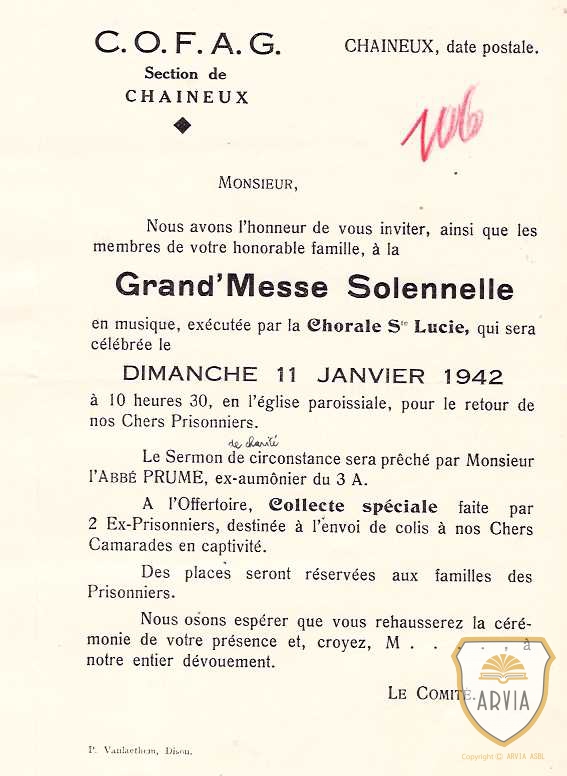 C. O. F. A. G.
CHAINEUX, date postale.
Section de
CHAINEUX
106
MONSIEUR,
Nous avons l'honneur de vous inviter, ainsi que les
membres de votre honorable famille, à la
Grand'Messe Solennelle
en musique, exécutée par la Chorale Ste Lucie, qui sera
célébrée le
DIMANCHE 11 JANVIER 1942
à 10 heures 30, en l'église paroissiale, pour le retour de
nos Chers Prisonniers.
de charité
Le Sermon de circonstance sera prêché par Monsieur
l'ABBÉ PRUME, ex-aumônier du 3 A.
A l'Offertoire, Collecte spéciale faite par
2 Ex-Prisonniers, destinée à l'envoi de colis à nos Chers
Camarades en captivité.
Des places seront réservées aux familles des
Prisonniers.
Nous osons espérer que vous rehausserez la céré-
monie de votre présence et, croyez, M . . . . ., à
notre entier dévouement.
LE COMITÉ.
ARVIA
Copyright © ARVIA ASBL
P. Vanlaethem, Dison.